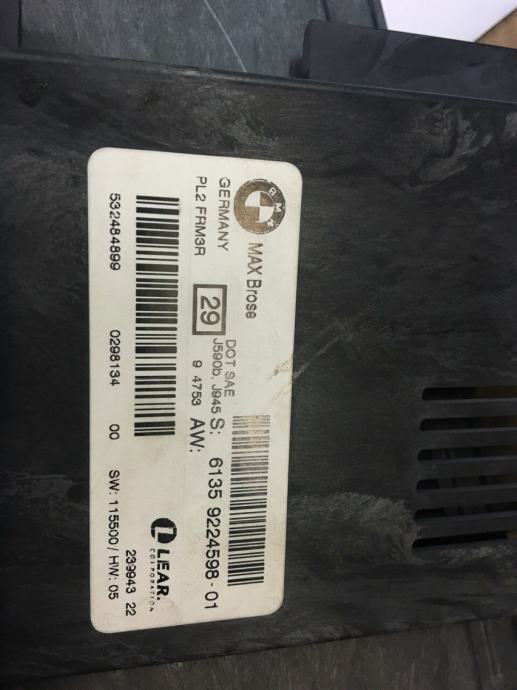 BMW
MAX Brose
GERMANY
PL2 FRM3R
29
DOT SAE
J590b, J945
9 4753
S: 6135 9224598-01
AW:
532484899 0298134 00 SW: 115500 / HW: 05
LEAR.
CORPORATION
239943 22